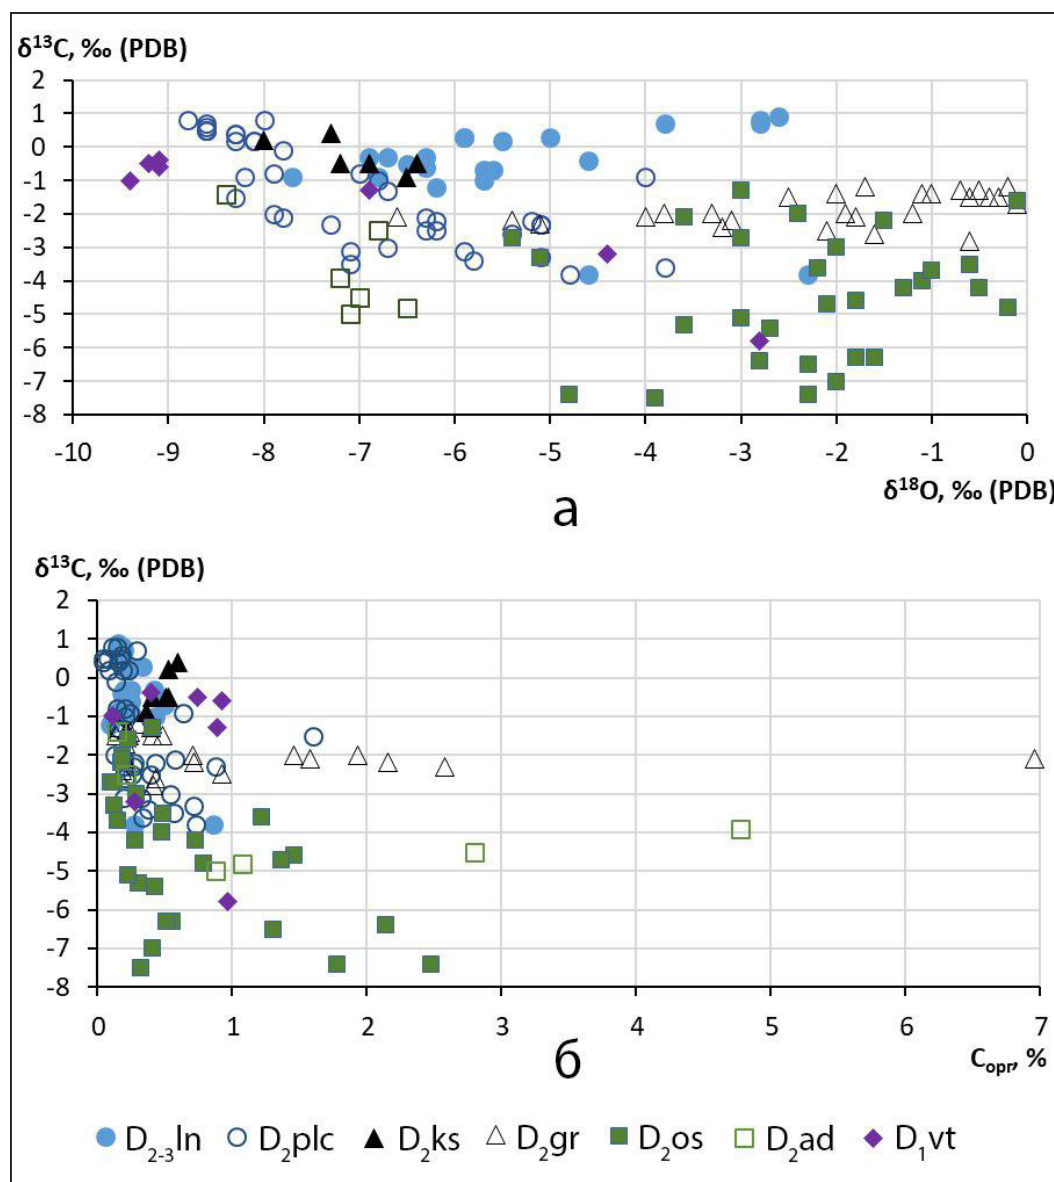 δ¹³C, ‰ (PDB)
2
1
0
-1
-2
-3
-4
-5
-6
-7
-8
-10 -9 -8 -7 -6 -5 -4 -3 -2 -1 0
δ¹⁸O, ‰ (PDB)
а
δ¹³C, ‰ (PDB)
2
1
0
-1
-2
-3
-4
-5
-6
-7
-8
0 1 2 3 4 5 6 7
Cорг, %
б
D₂₋₃ln D₂plc D₂ks D₂gr D₂os D₂ad D₁vt